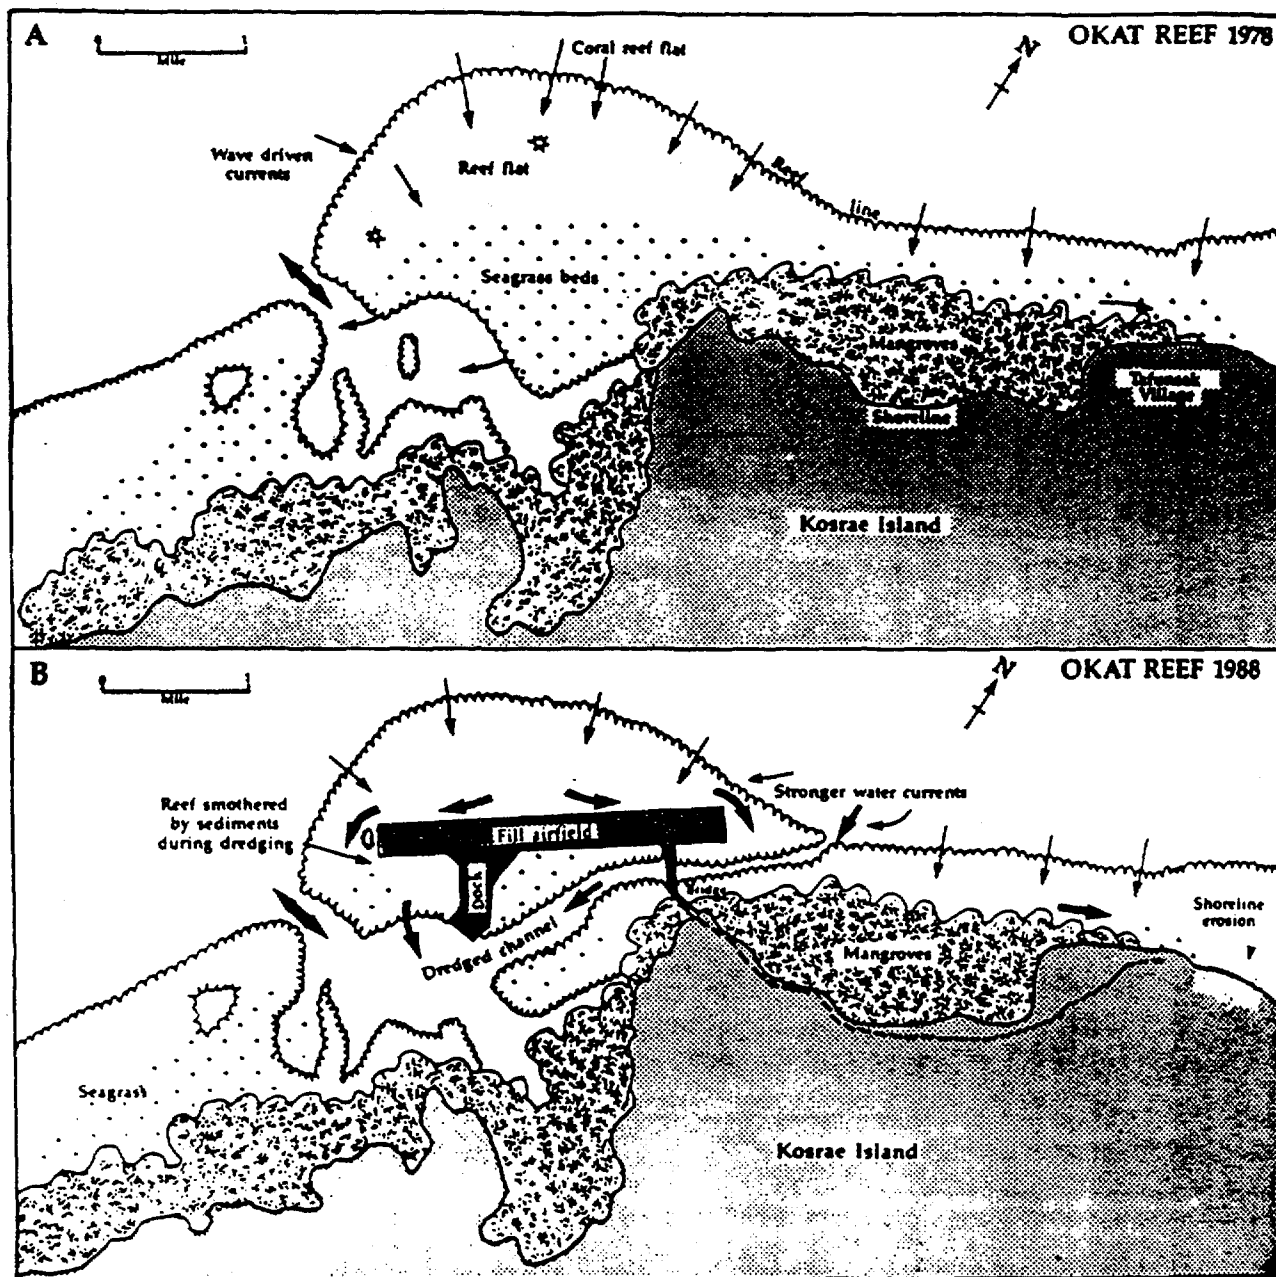 A
Mile
Coral reef flat
N
OKAT REEF 1978
Wave driven
currents
Reef flat
Reef
line
Seagrass beds
Mangroves
Village
Shoreline
Kosrae Island
B
Mile
N
OKAT REEF 1988
Reef smothered
by sediments
during dredging
Stronger water currents
Fill airfield
Dock
Bridge
Dredged channel
Mangroves
Shoreline
erosion
Seagrass
Kosrae Island